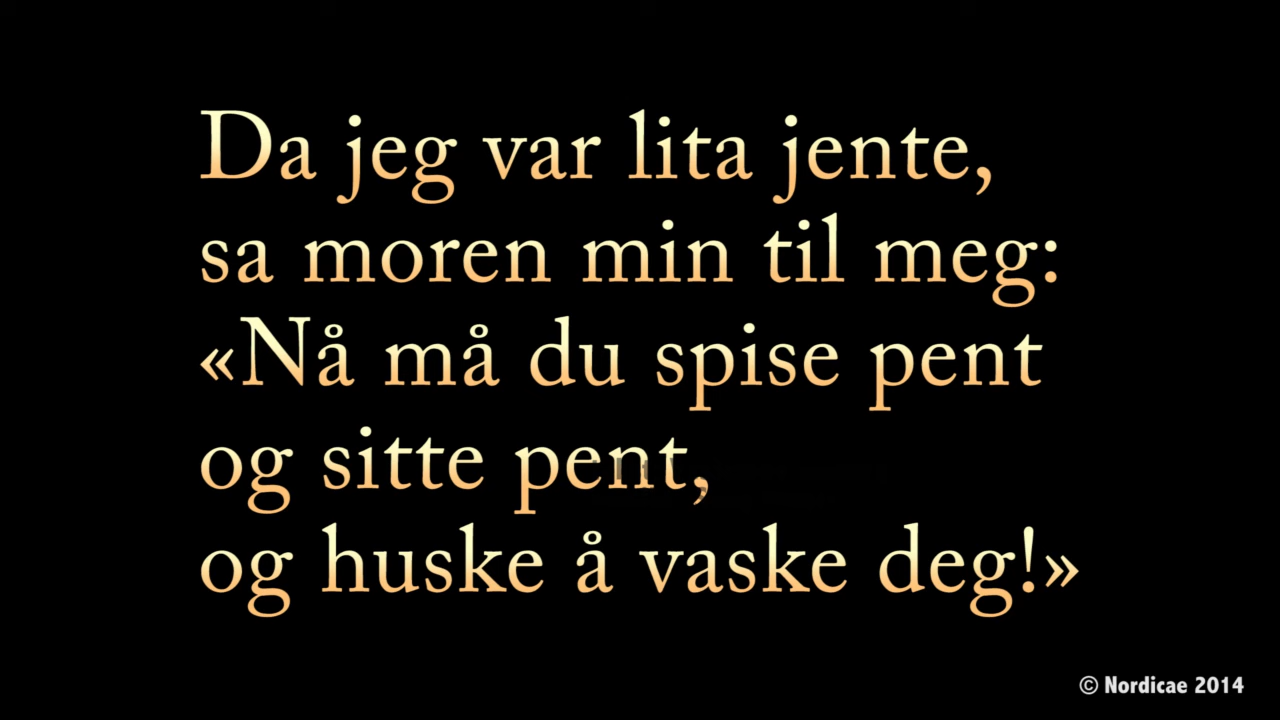 Da jeg var lita jente,
sa moren min til meg:
«Nå må du spise pent
og sitte pent,
og huske å vaske deg!»
© Nordicae 2014